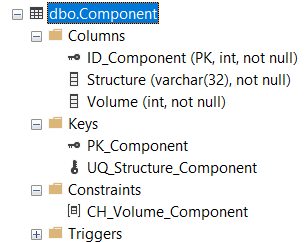 dbo.Component
Columns
ID_Component (PK, int, not null)
Structure (varchar(32), not null)
Volume (int, not null)
Keys
PK_Component
UQ_Structure_Component
Constraints
CH_Volume_Component
Triggers